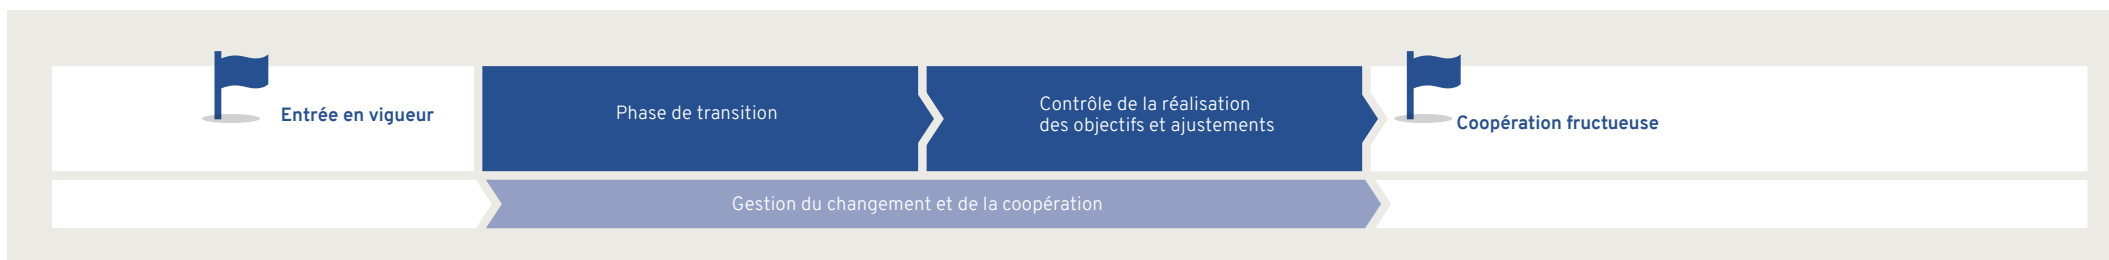 Entrée en vigueur
Phase de transition
Contrôle de la réalisation
des objectifs et ajustements
Coopération fructueuse
Gestion du changement et de la coopération